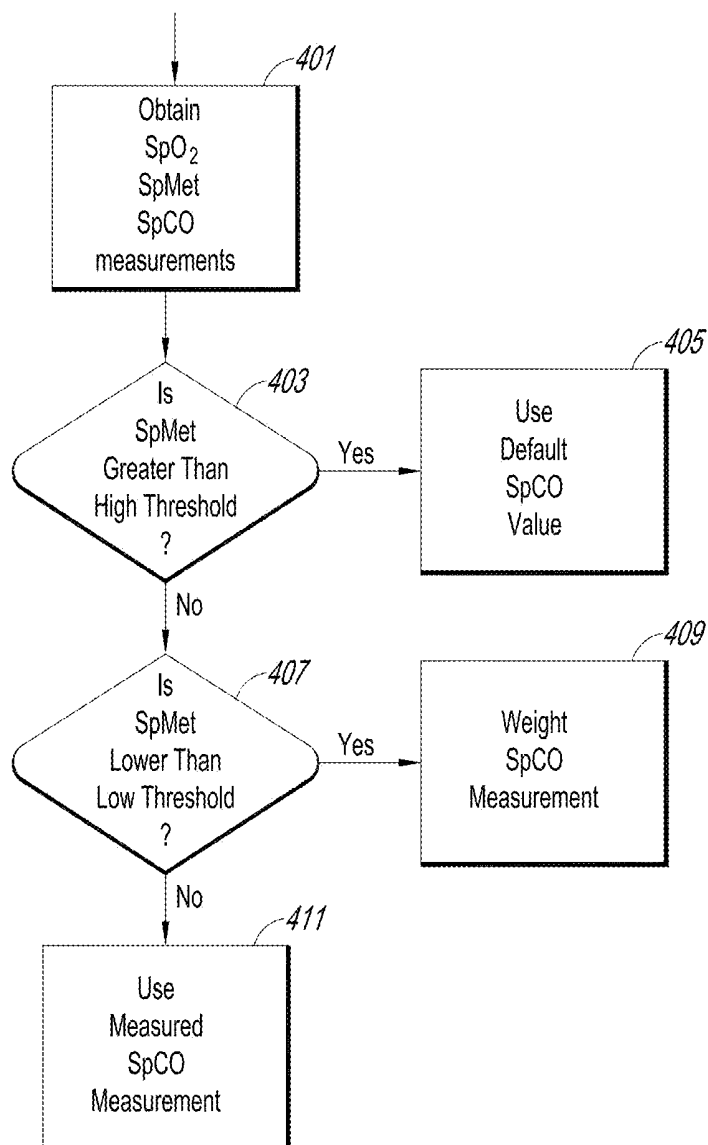 401
Obtain
SpO₂
SpMet
SpCO
measurements
403
Is
SpMet
Greater Than
High Threshold
?
Yes
405
Use
Default
SpCO
Value
No
407
Is
SpMet
Lower Than
Low Threshold
?
Yes
409
Weight
SpCO
Measurement
No
411
Use
Measured
SpCO
Measurement